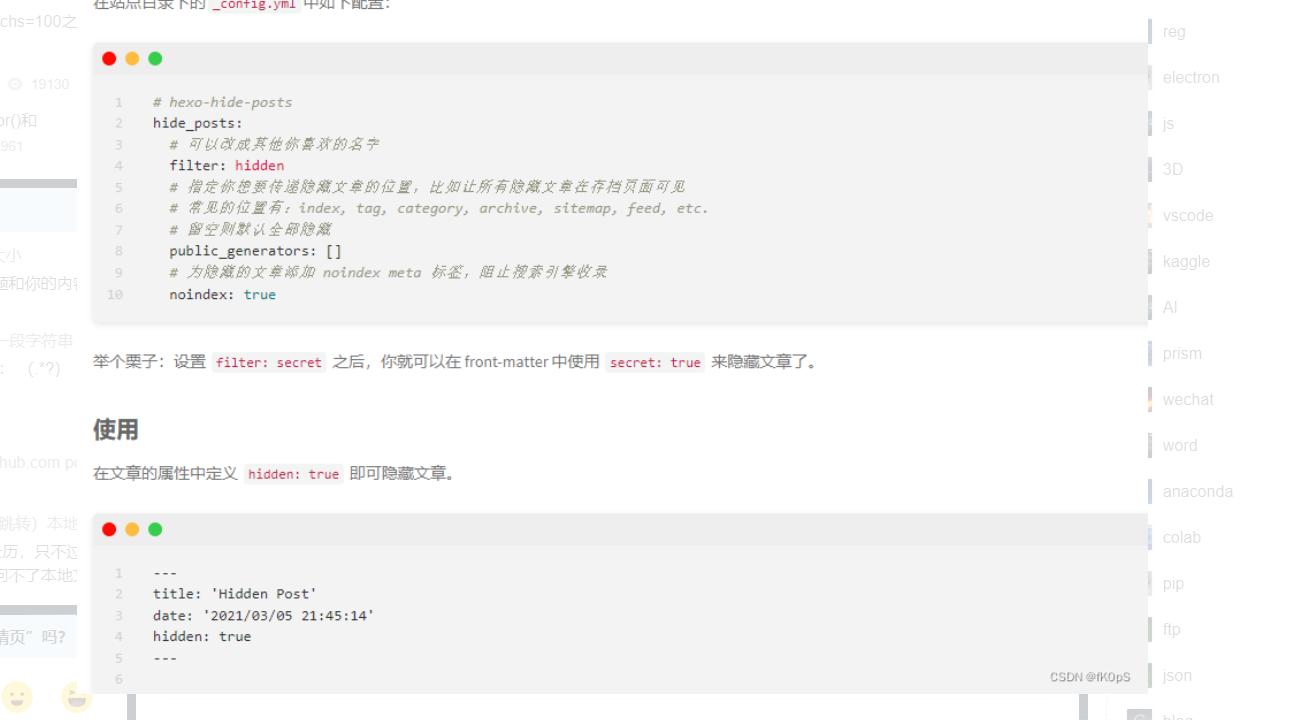 在站点目录下的 _config.yml 中如下配置：
chs=100之
19130
or()和
961
1 # hexo-hide-posts
2 hide_posts:
3 # 可以改成其他你喜欢的名字
4 filter: hidden
5 # 指定你想要传递隐藏文章的位置，比如让所有隐藏文章在存档页面可见
6 # 常见的位置有：index, tag, category, archive, sitemap, feed, etc.
7 # 留空则默认全部隐藏
8 public_generators: []
9 # 为隐藏的文章添加 noindex meta 标签，阻止搜索引擎收录
10 noindex: true
大小
题和你的内容
一段字符串
： (.*?)
举个栗子：设置 filter: secret 之后，你就可以在 front-matter 中使用 secret: true 来隐藏文章了。
使用
在文章的属性中定义 hidden: true 即可隐藏文章。
hub.com po
跳转）本地
历，只不过
问不了本地文
情页”吗？
1 ---
2 title: 'Hidden Post'
3 date: '2021/03/05 21:45:14'
4 hidden: true
5 ---
6
CSDN @fKOpS
reg
electron
js
3D
vscode
kaggle
AI
prism
wechat
word
anaconda
colab
pip
ftp
json
blog